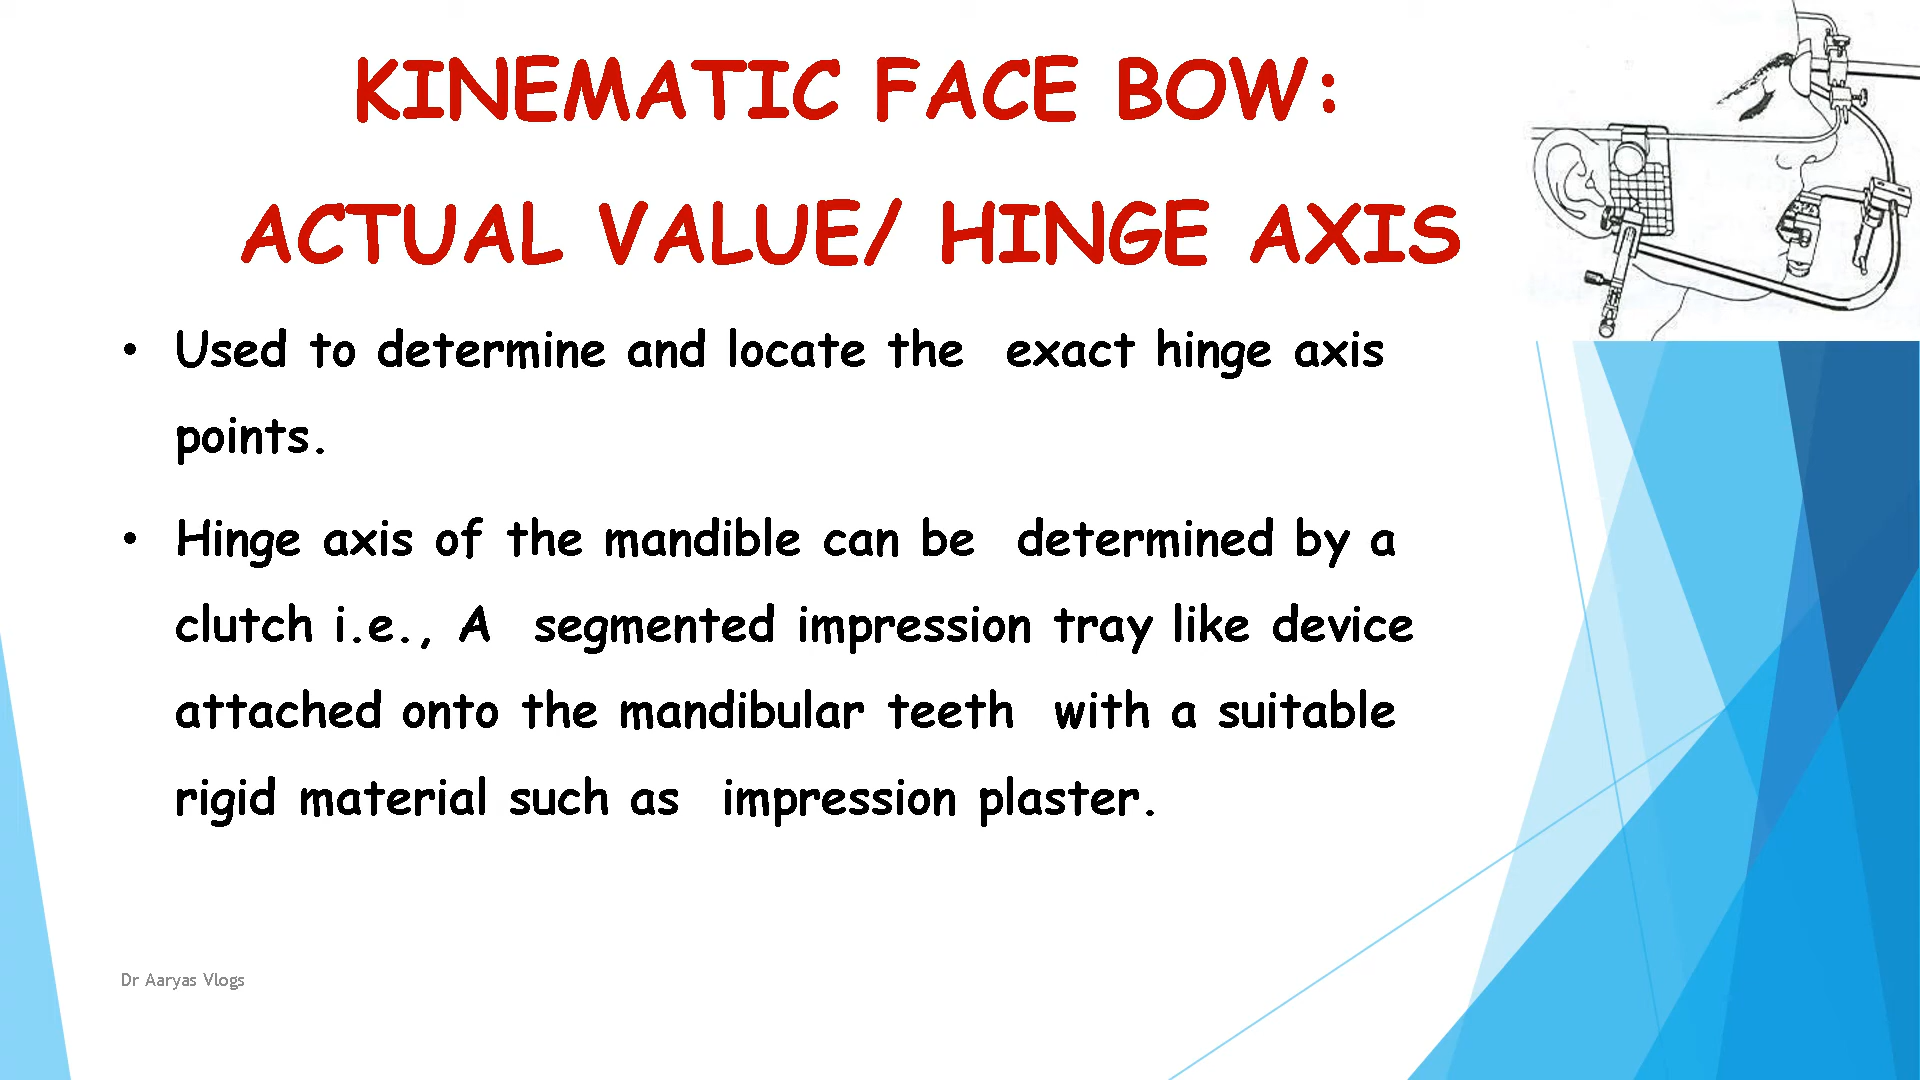 KINEMATIC FACE BOW:
ACTUAL VALUE/ HINGE AXIS
• Used to determine and locate the exact hinge axis
points.
• Hinge axis of the mandible can be determined by a
clutch i.e., A segmented impression tray like device
attached onto the mandibular teeth with a suitable
rigid material such as impression plaster.
Dr Aaryas Vlogs